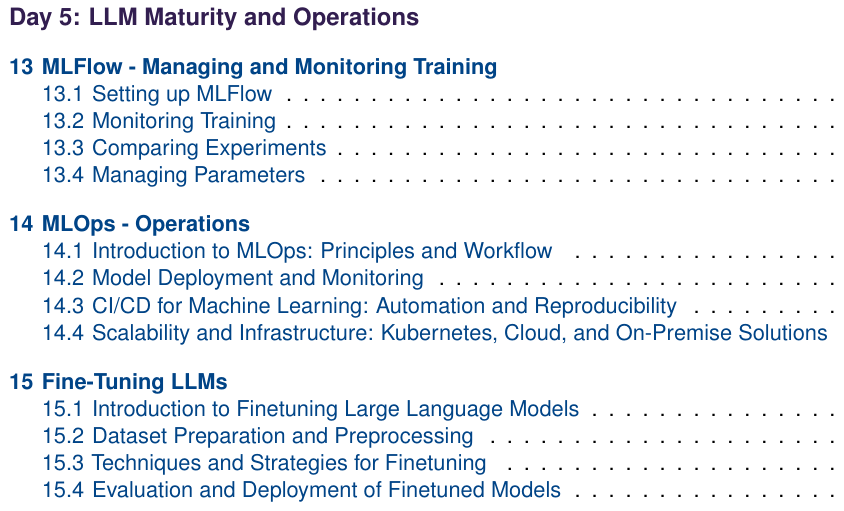 Day 5: LLM Maturity and Operations
13 MLFlow - Managing and Monitoring Training
13.1 Setting up MLFlow . . . . . . . . . . . . . . . . . . . . . . . . . . . . . . . . .
13.2 Monitoring Training . . . . . . . . . . . . . . . . . . . . . . . . . . . . . . . . .
13.3 Comparing Experiments . . . . . . . . . . . . . . . . . . . . . . . . . . . . . .
13.4 Managing Parameters . . . . . . . . . . . . . . . . . . . . . . . . . . . . . . .
14 MLOps - Operations
14.1 Introduction to MLOps: Principles and Workflow . . . . . . . . . . . . . . . .
14.2 Model Deployment and Monitoring . . . . . . . . . . . . . . . . . . . . . . . .
14.3 CI/CD for Machine Learning: Automation and Reproducibility . . . . . . . . .
14.4 Scalability and Infrastructure: Kubernetes, Cloud, and On-Premise Solutions
15 Fine-Tuning LLMs
15.1 Introduction to Finetuning Large Language Models . . . . . . . . . . . . . . .
15.2 Dataset Preparation and Preprocessing . . . . . . . . . . . . . . . . . . . . .
15.3 Techniques and Strategies for Finetuning . . . . . . . . . . . . . . . . . . . .
15.4 Evaluation and Deployment of Finetuned Models . . . . . . . . . . . . . . . .